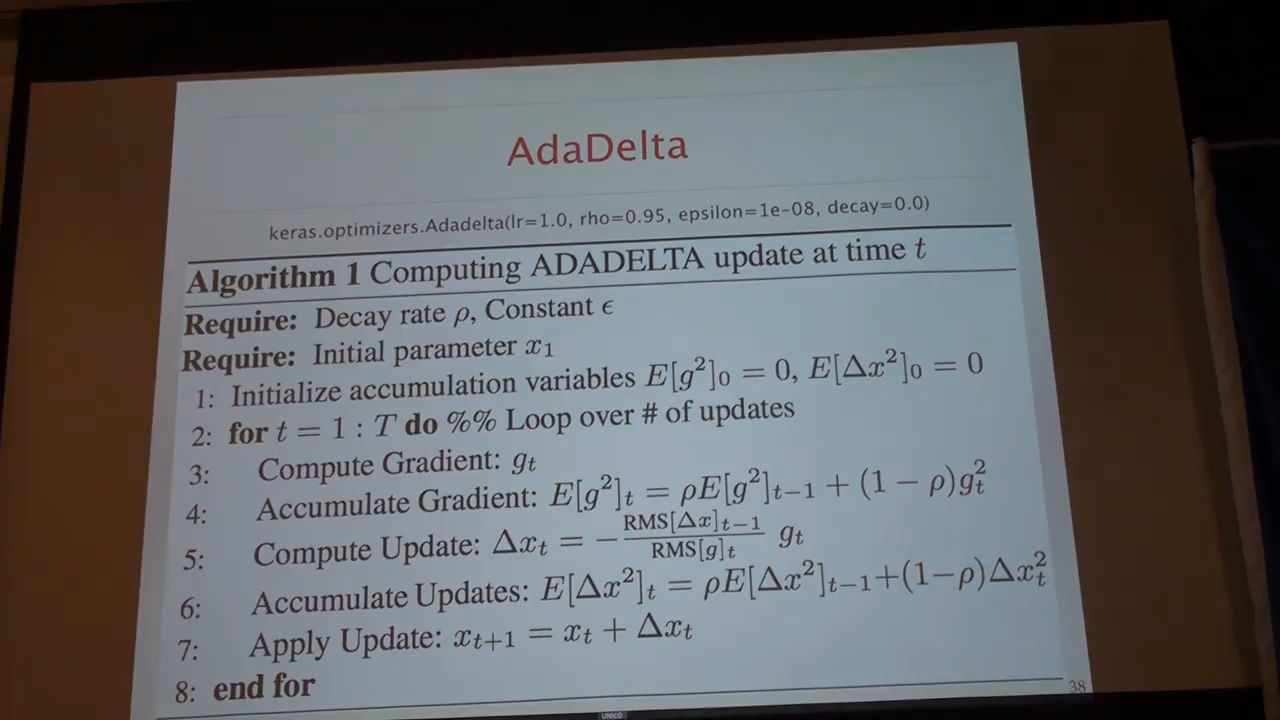 AdaDelta
keras.optimizers.Adadelta(lr=1.0, rho=0.95, epsilon=1e-08, decay=0.0)
Algorithm 1 Computing ADADELTA update at time t
Require: Decay rate ρ, Constant ϵ
Require: Initial parameter x₁
1: Initialize accumulation variables E[g²]₀ = 0, E[Δx²]₀ = 0
2: for t = 1 : T do %% Loop over # of updates
3: Compute Gradient: gₜ
4: Accumulate Gradient: E[g²]ₜ = ρE[g²]ₜ₋₁ + (1 − ρ)gₜ²
5: Compute Update: Δxₜ = − RMS[Δx]ₜ₋₁ / RMS[g]ₜ gₜ
6: Accumulate Updates: E[Δx²]ₜ = ρE[Δx²]ₜ₋₁+(1−ρ)Δxₜ²
7: Apply Update: xₜ₊₁ = xₜ + Δxₜ
8: end for
38